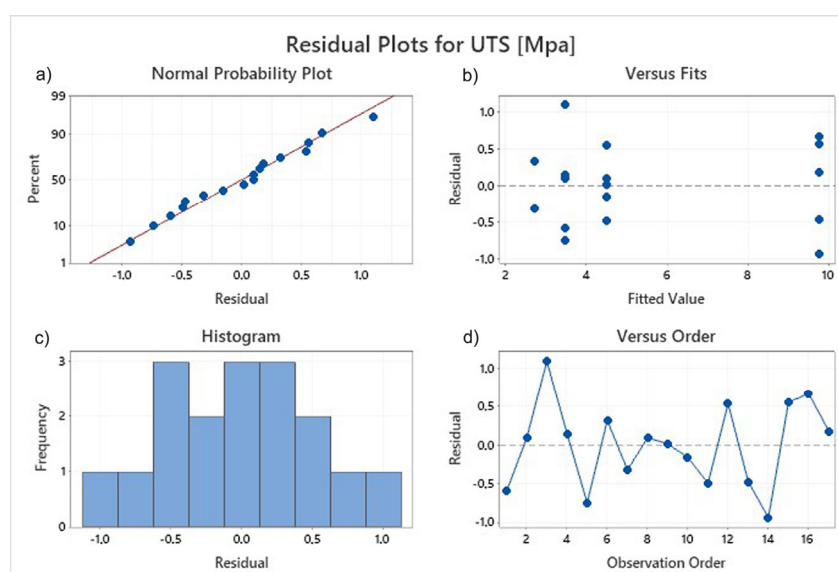 Residual Plots for UTS [Mpa]
a)
Normal Probability Plot
99
90
50
10
1
Percent
-1.0 -0.5 0.0 0.5 1.0
Residual
b)
Versus Fits
1.0
0.5
0.0
-0.5
-1.0
Residual
2 4 6 8 10
Fitted Value
c)
Histogram
3
2
1
0
Frequency
-1.0 -0.5 0.0 0.5 1.0
Residual
d)
Versus Order
1.0
0.5
0.0
-0.5
-1.0
Residual
2 4 6 8 10 12 14 16
Observation Order